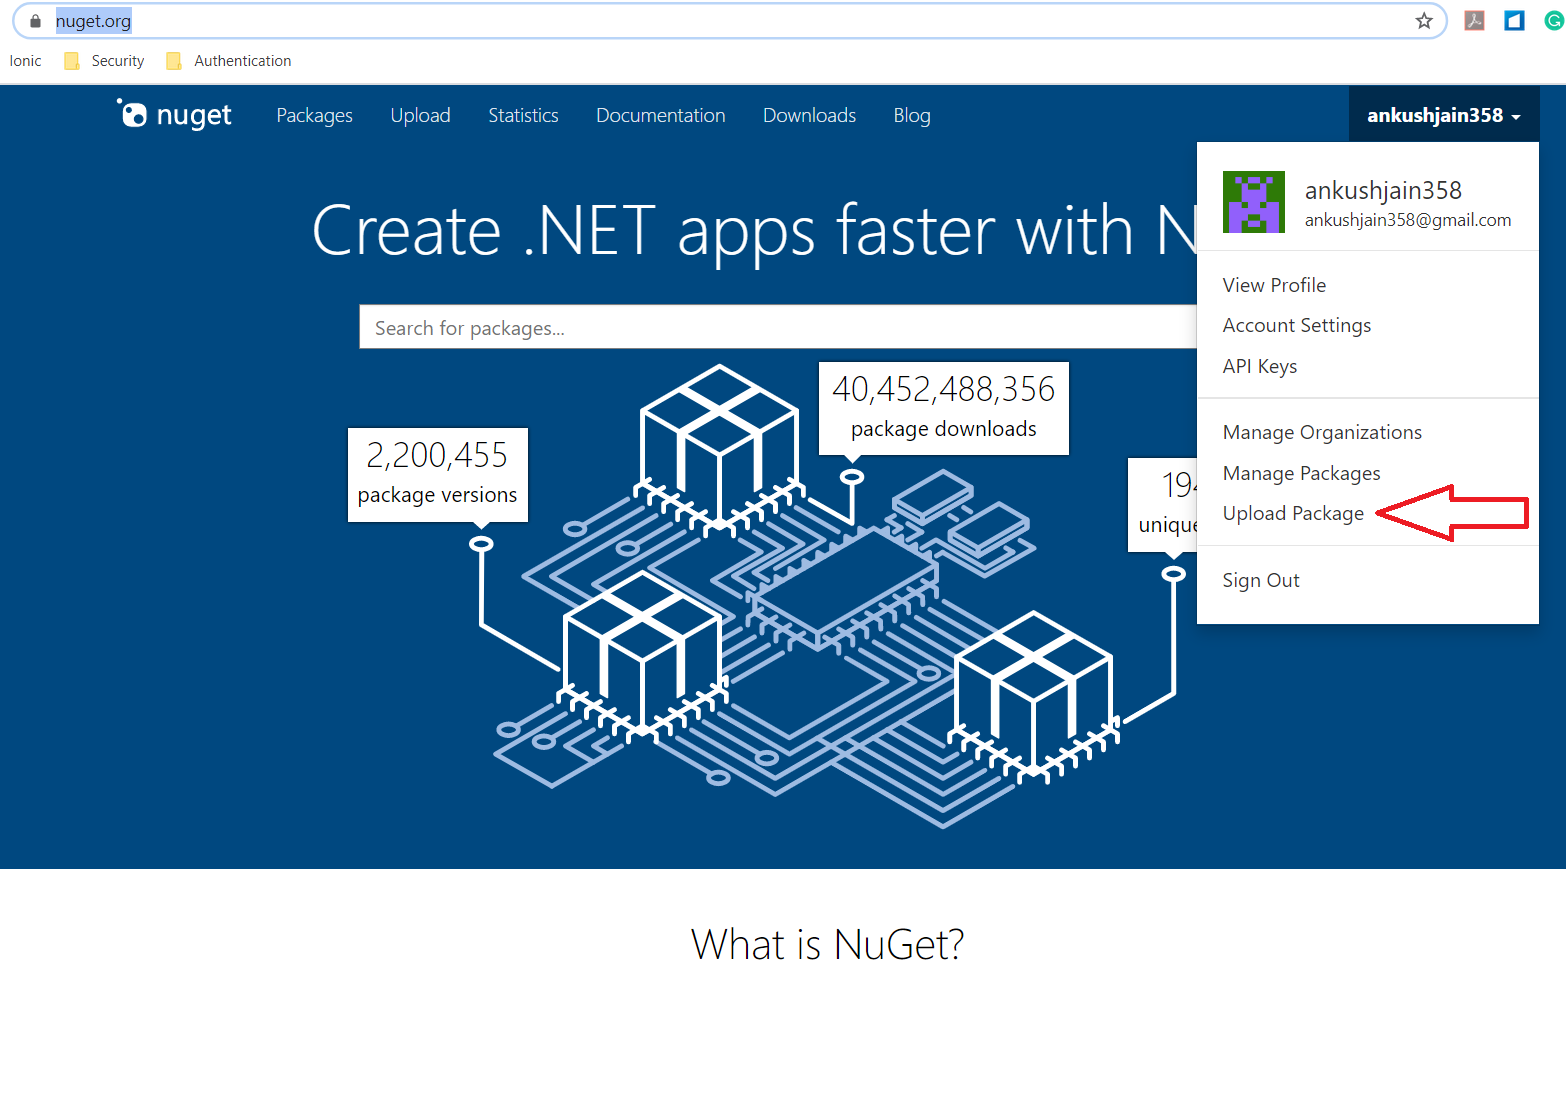 nuget.org
Ionic Security Authentication
nuget Packages Upload Statistics Documentation Downloads Blog ankushjain358
ankushjain358
ankushjain358@gmail.com
Create .NET apps faster with N
View Profile
Search for packages...
Account Settings
API Keys
40,452,488,356
package downloads
2,200,455
package versions
Manage Organizations
Manage Packages
194
unique
Upload Package
Sign Out
What is NuGet?